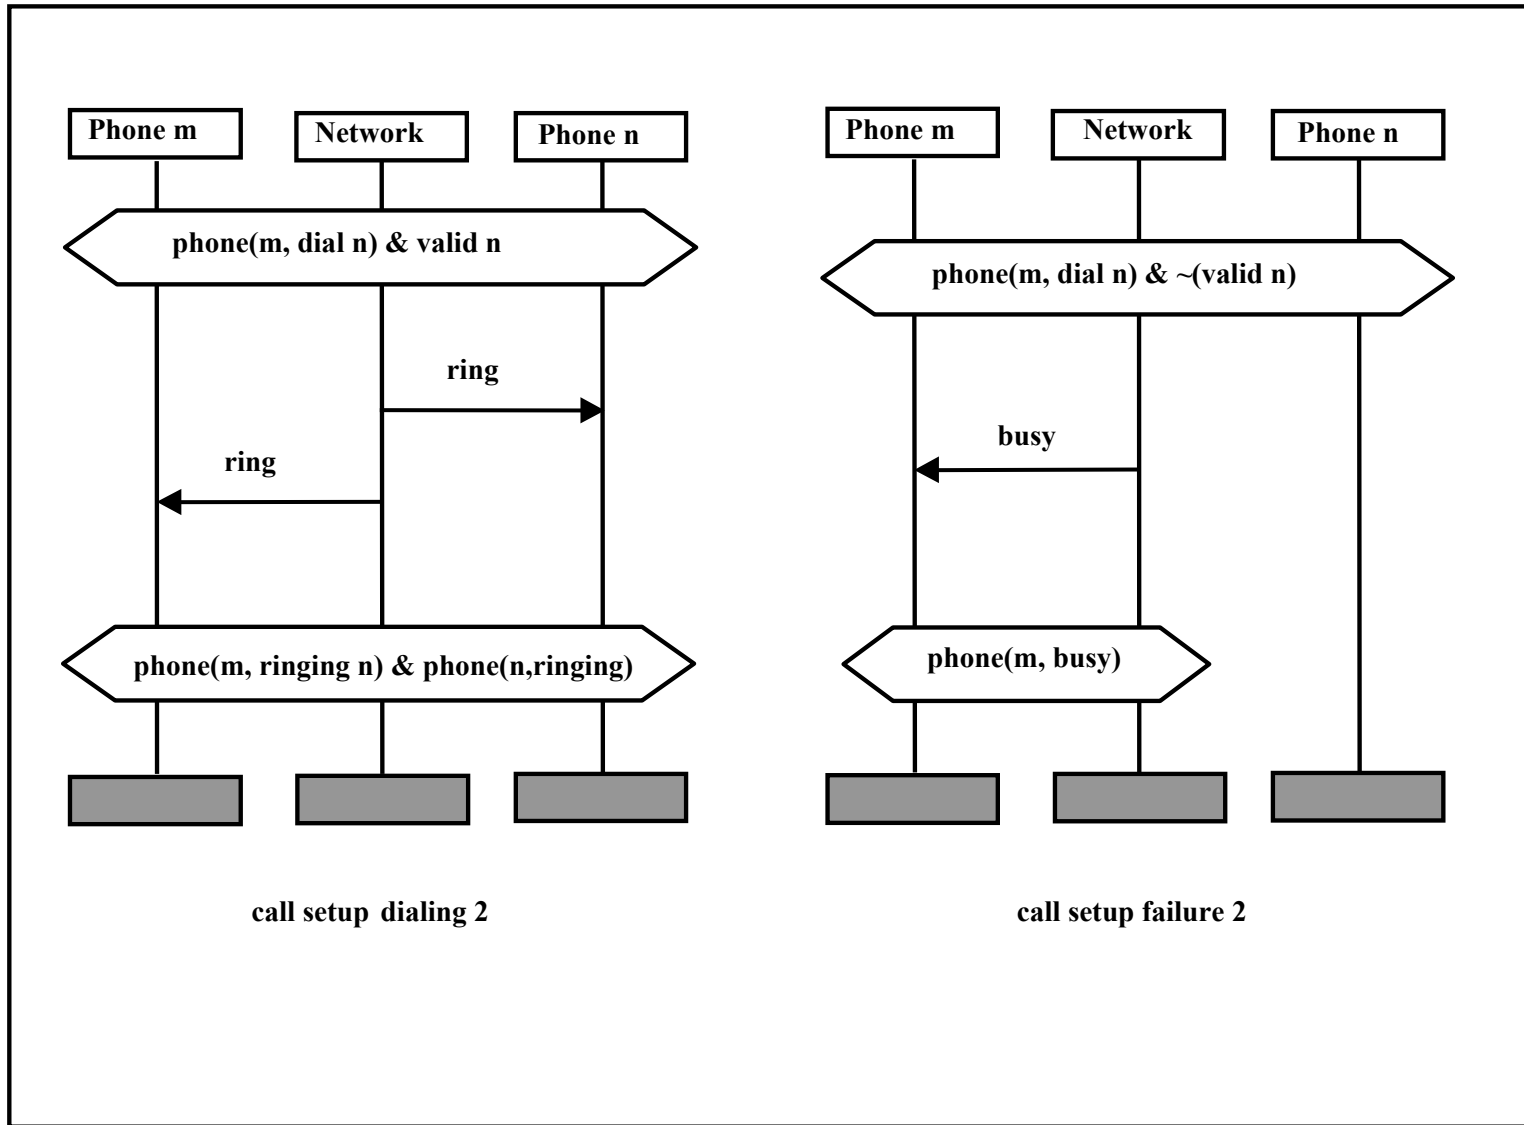 Phone m
Network
Phone n
phone(m, dial n) & valid n
ring
ring
phone(m, ringing n) & phone(n,ringing)
call setup dialing 2
Phone m
Network
Phone n
phone(m, dial n) & ~(valid n)
busy
phone(m, busy)
call setup failure 2